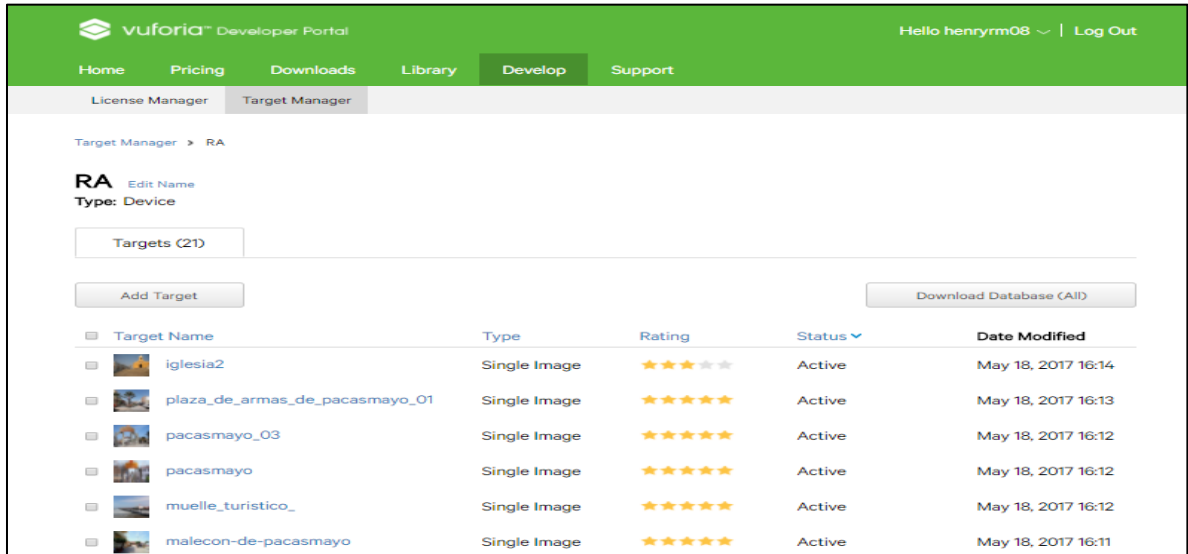 vuforia™ Developer Portal
Hello henryrm08 | Log Out
Home Pricing Downloads Library Develop Support
License Manager Target Manager
Target Manager > RA
RA Edit Name
Type: Device
Targets (21)
Add Target Download Database (All)
Target Name Type Rating Status Date Modified
iglesia2 Single Image Active May 18, 2017 16:14
plaza_de_armas_de_pacasmayo_01 Single Image Active May 18, 2017 16:13
pacasmayo_03 Single Image Active May 18, 2017 16:12
pacasmayo Single Image Active May 18, 2017 16:12
muelle_turistico_ Single Image Active May 18, 2017 16:12
malecon-de-pacasmayo Single Image Active May 18, 2017 16:11